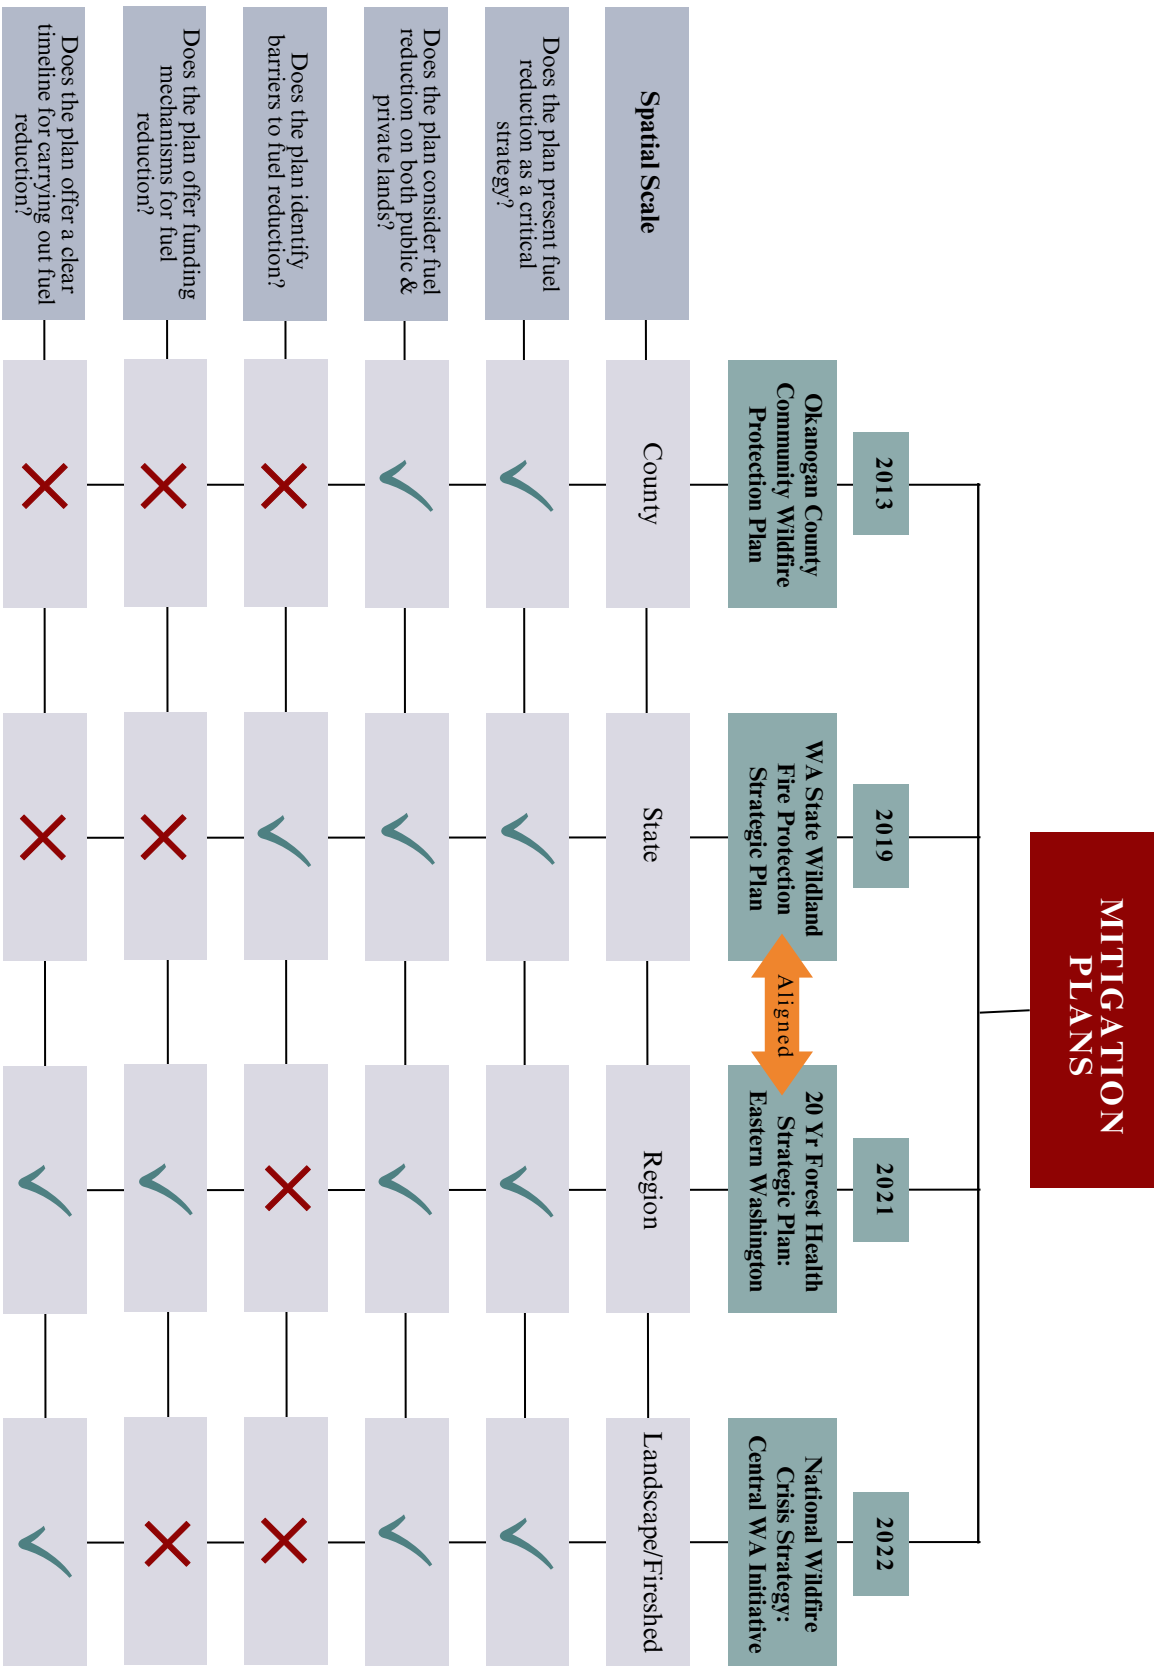 MITIGATION
PLANS
2013
2019
2021
2022
Okanogan County
Community Wildfire
Protection Plan
WA State Wildland
Fire Protection
Strategic Plan
Aligned
20 Yr Forest Health
Strategic Plan:
Eastern Washington
National Wildfire
Crisis Strategy:
Central WA Initiative
Spatial Scale
County
State
Region
Landscape/Fireshed
Does the plan present fuel
reduction as a critical
strategy?
Does the plan consider fuel
reduction on both public &
private lands?
Does the plan identify
barriers to fuel reduction?
Does the plan offer funding
mechanisms for fuel
reduction?
Does the plan offer a clear
timeline for carrying out fuel
reduction?